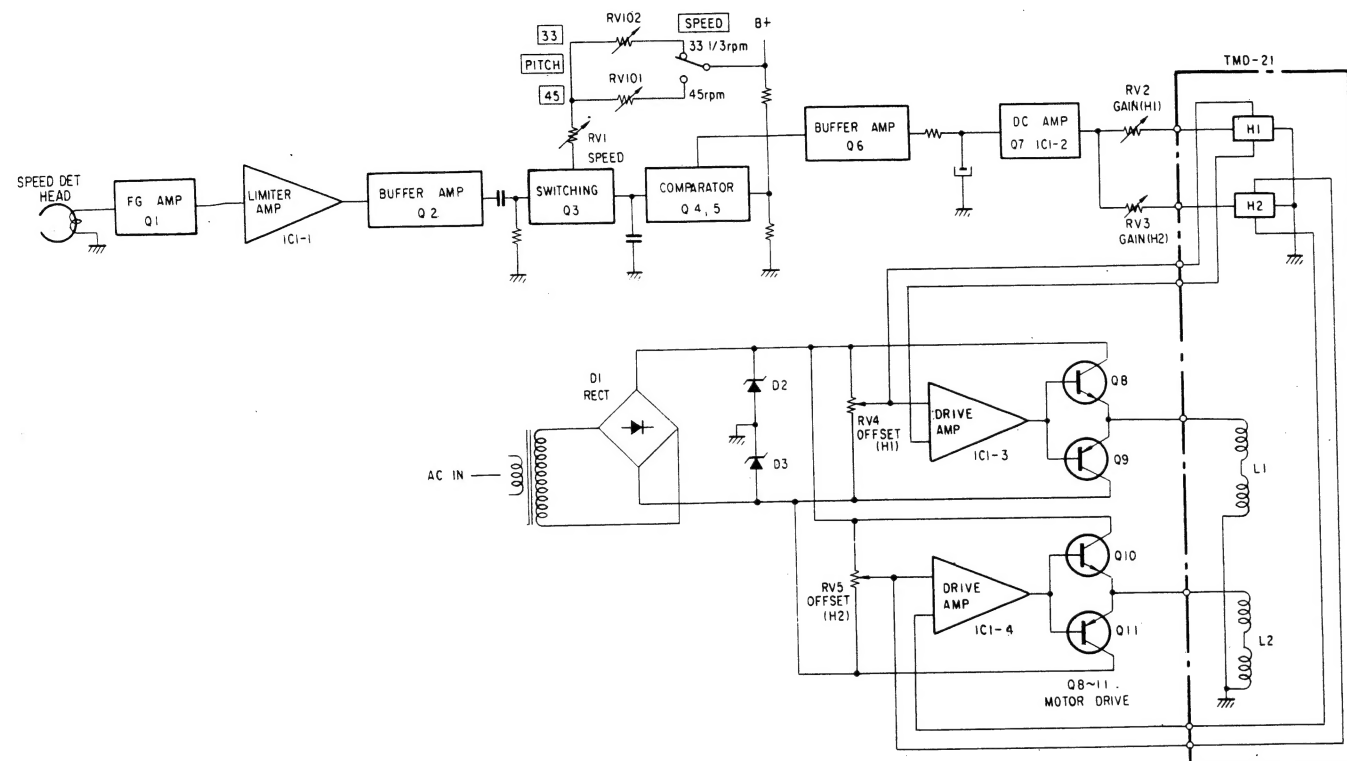 RV102
SPEED
B+
33
33 1/3rpm
PITCH
RV101
45
45rpm
TMD-21
RV1
SPEED
RV2
GAIN(H1)
BUFFER AMP
Q6
DC AMP
Q7 IC1-2
H1
SPEED DET
HEAD
FG AMP
Q1
LIMITER
AMP
IC1-1
BUFFER AMP
Q2
SWITCHING
Q3
COMPARATOR
Q4,5
H2
RV3
GAIN(H2)
D1
RECT
D2
D3
AC IN
RV4
OFFSET
(H1)
DRIVE
AMP
IC1-3
Q8
Q9
L1
RV5
OFFSET
(H2)
DRIVE
AMP
IC1-4
Q10
Q11
L2
Q8~11
MOTOR DRIVE